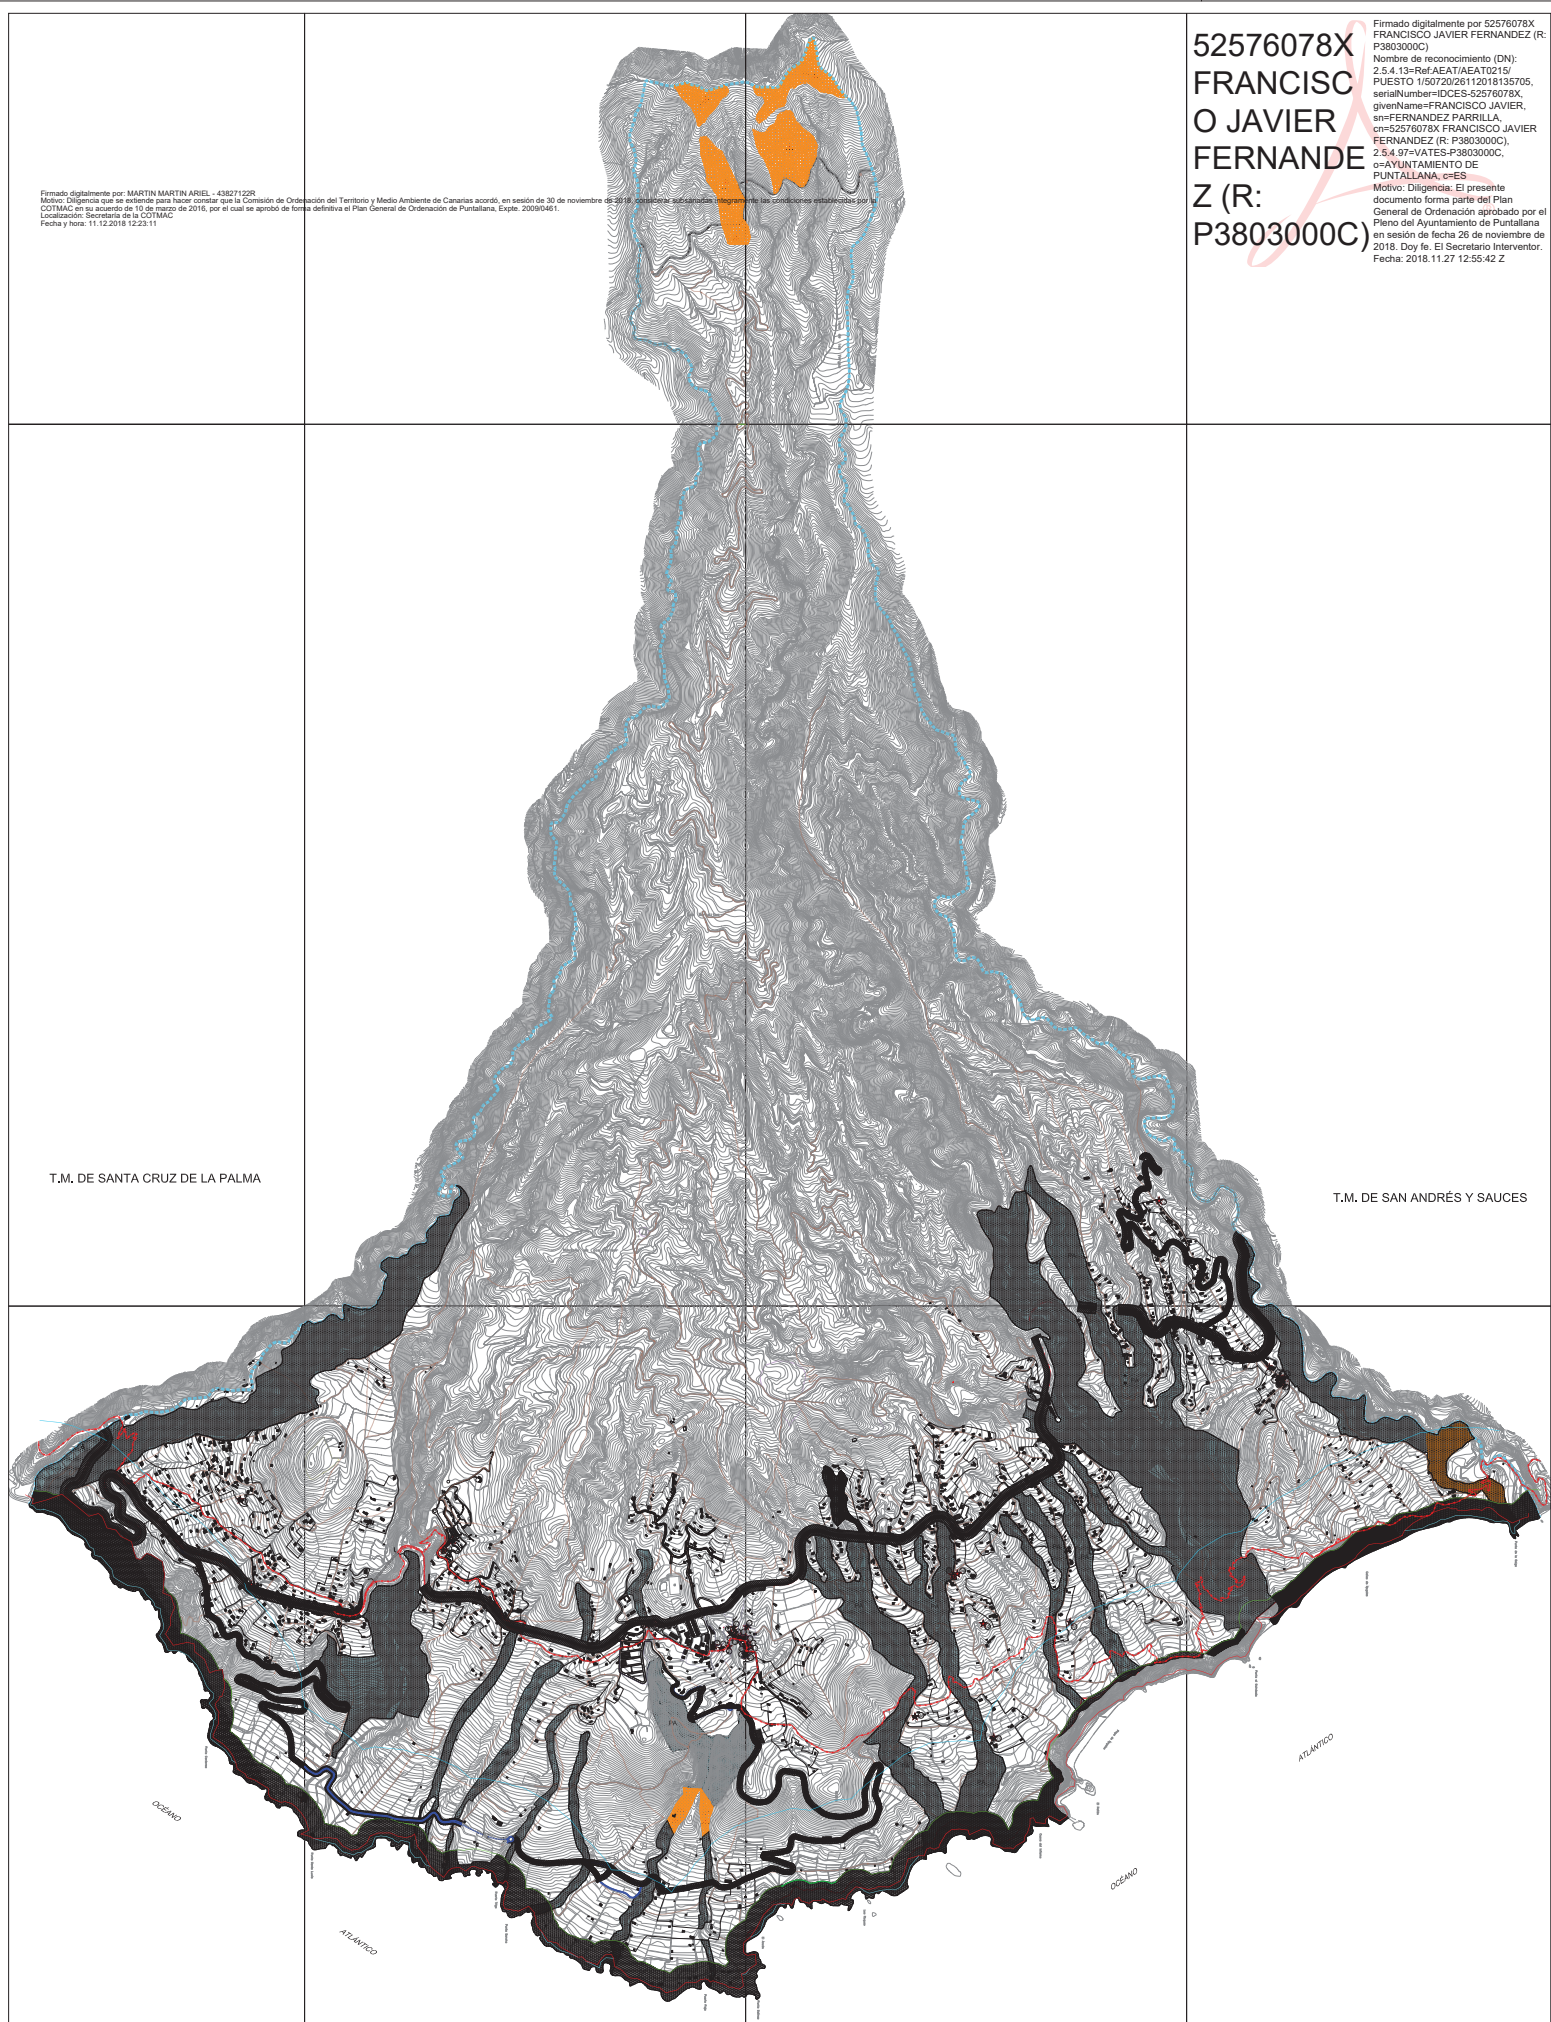 52576078X
FRANCISC
O JAVIER
FERNANDE
Z (R:
P3803000C)
Firmado digitalmente por 52576078X
FRANCISCO JAVIER FERNANDEZ (R:
P3803000C)
Nombre de reconocimiento (DN):
2.5.4.13=Ref:AEAT/AEAT0215/
PUESTO 1/50720/26112018135705,
serialNumber=IDCES-52576078X,
givenName=FRANCISCO JAVIER,
sn=FERNANDEZ PARRILLA,
cn=52576078X FRANCISCO JAVIER
FERNANDEZ (R: P3803000C),
2.5.4.97=VATES-P3803000C,
o=AYUNTAMIENTO DE
PUNTALLANA, c=ES
Motivo: Diligencia: El presente
documento forma parte del Plan
General de Ordenación aprobado por el
Pleno del Ayuntamiento de Puntallana
en sesión de fecha 26 de noviembre de
2018. Doy fe. El Secretario Interventor.
Fecha: 2018.11.27 12:55:42 Z
Firmado digitalmente por: MARTIN MARTIN ARIEL - 43827122R
Motivo: Diligencia que se extiende para hacer constar que la Comisión de Ordenación del Territorio y Medio Ambiente de Canarias acordó, en sesión de 30 de noviembre de 2018, considerar subsanadas integramente las condiciones establecidas por la
COTMAC en su acuerdo de 10 de marzo de 2016, por el cual se aprobó de forma definitiva el Plan General de Ordenación de Puntallana, Expte. 2009/0461.
Localización: Secretaría de la COTMAC
Fecha y hora: 11.12.2018 12:23:11
T.M. DE SANTA CRUZ DE LA PALMA
T.M. DE SAN ANDRÉS Y SAUCES
PA
OCÉANO
ATLÁNTICO
OCÉANO
ATLÁNTICO